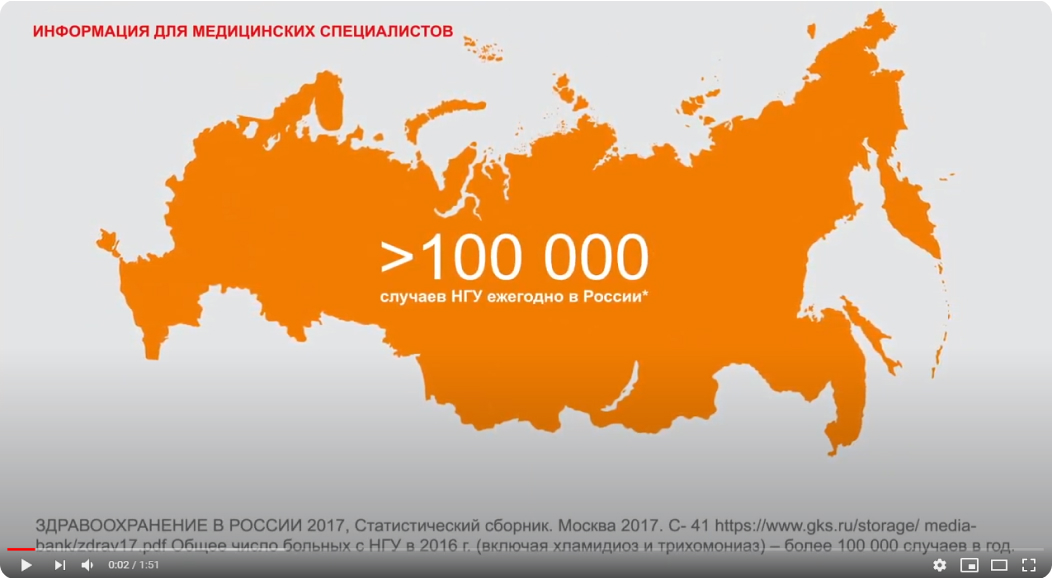 ИНФОРМАЦИЯ ДЛЯ МЕДИЦИНСКИХ СПЕЦИАЛИСТОВ
>100 000
случаев НГУ ежегодно в России*
ЗДРАВООХРАНЕНИЕ В РОССИИ 2017, Статистический сборник. Москва 2017. С- 41 https://www.gks.ru/storage/ media-
bank/zdrav17.pdf Общее число больных с НГУ в 2016 г. (включая хламидиоз и трихомониаз) – более 100 000 случаев в год.
0:02 / 1:51